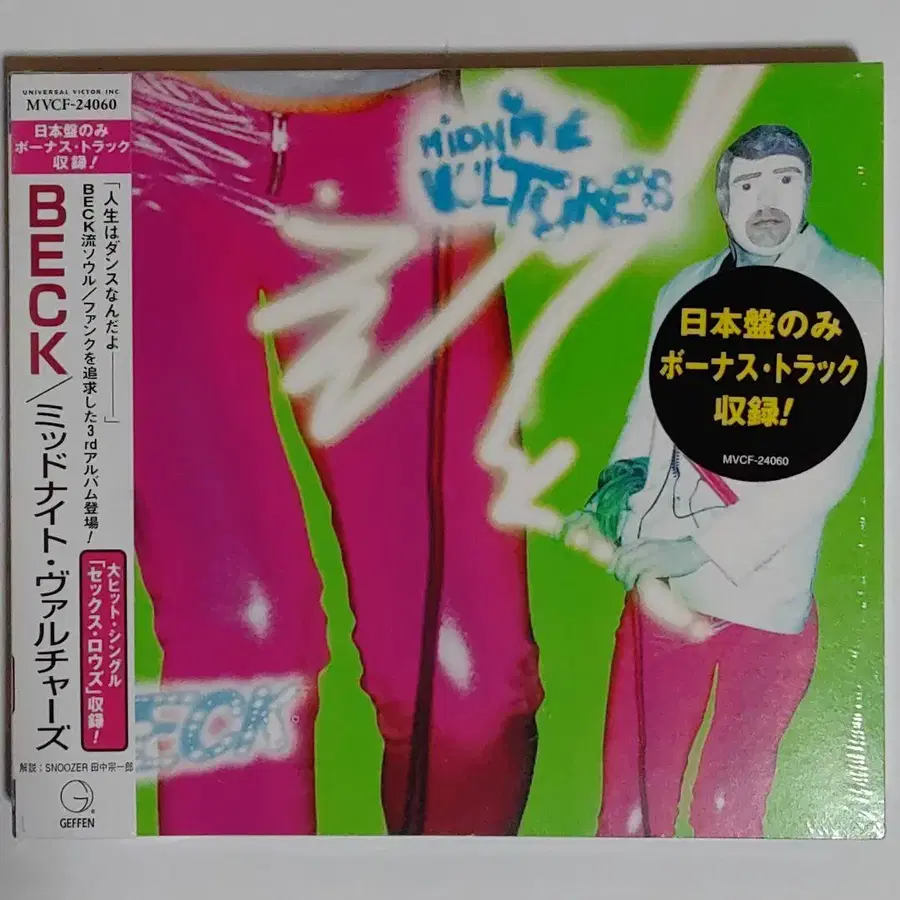 UNIVERSAL VICTOR INC
MVCF-24060
日本盤のみ
ボーナス・トラック
収録!
BECK/ミッドナイト・ヴァルチャーズ
「人生はダンスなんだよ———」
BECK流ソウル/ファンクを追求した3rdアルバム登場!
大ヒット・シングル
「セックス・ロウズ」収録!
解説:SNOOZER 田中宗一郎
GEFFEN
MIDNITE
VULTURES
日本盤のみ
ボーナス・トラック
収録!
MVCF-24060
BECK